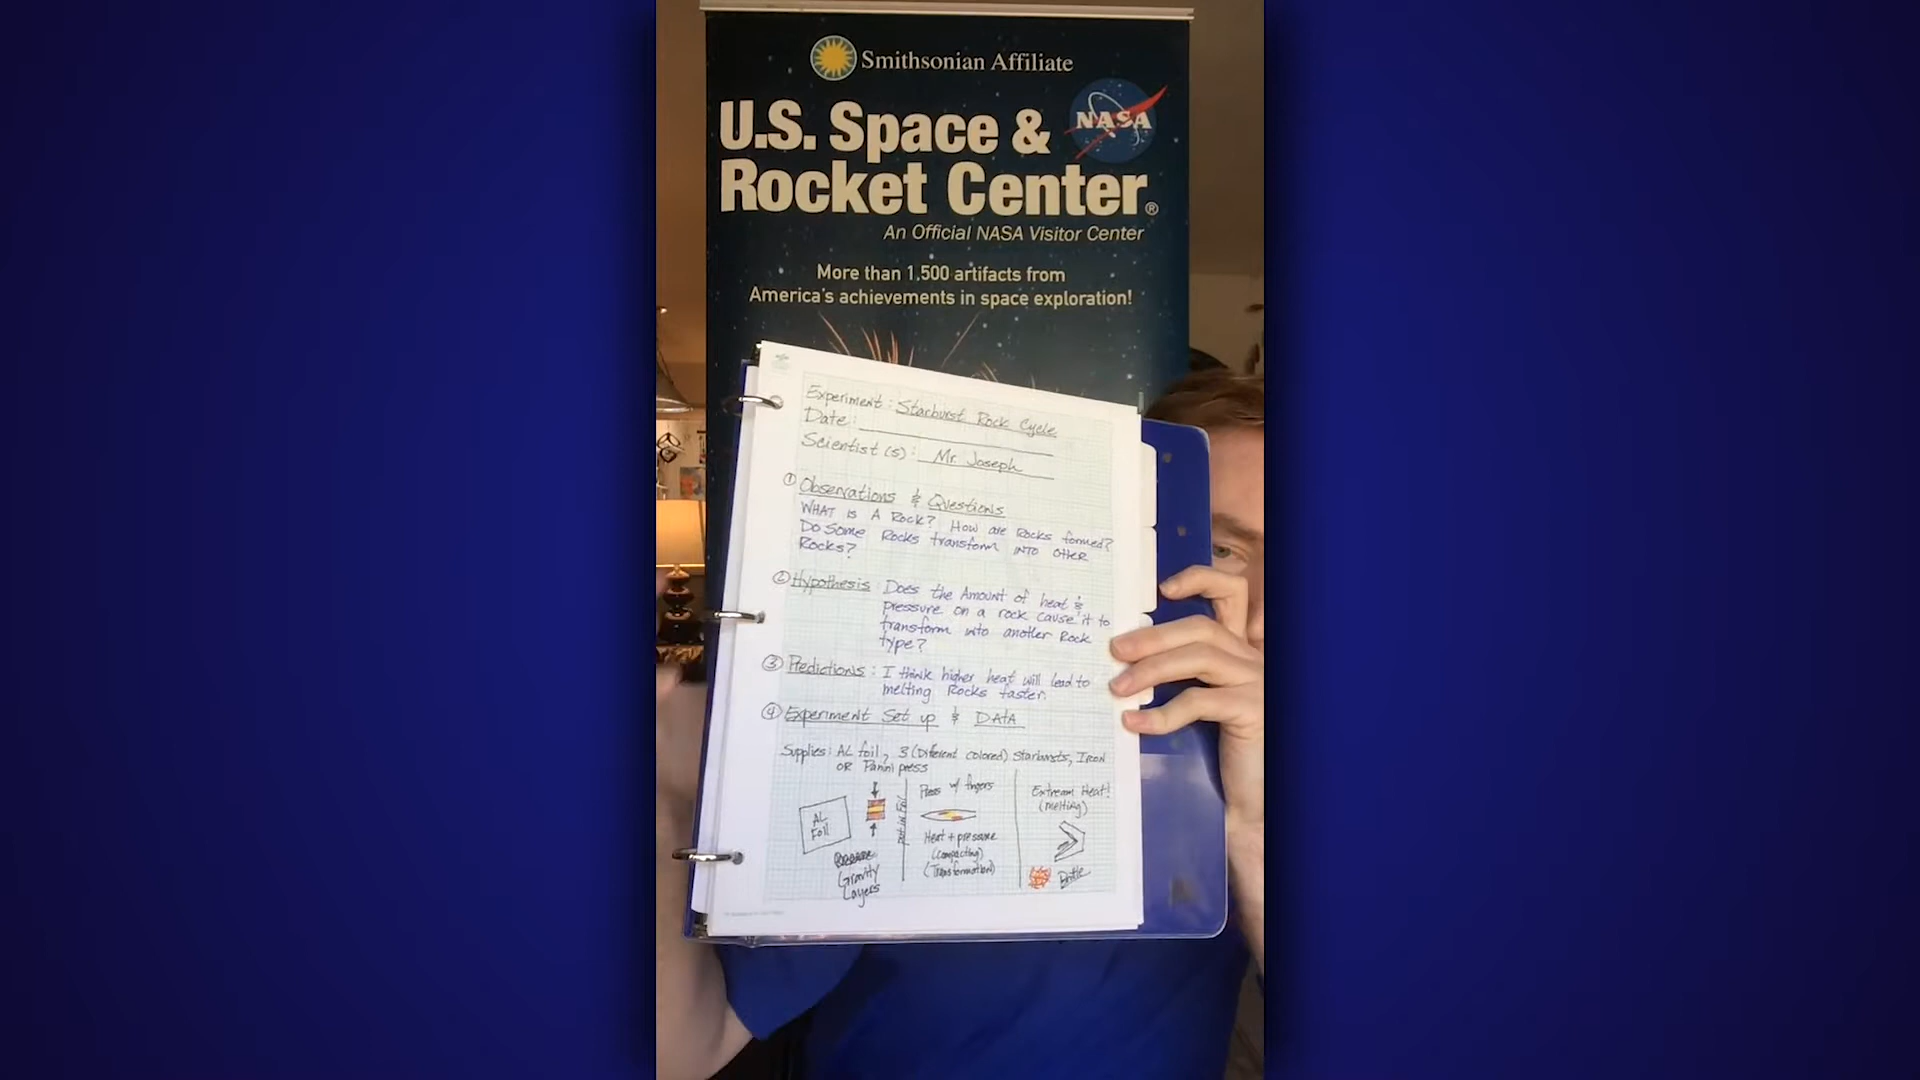 Smithsonian Affiliate
U.S. Space &
NASA
Rocket Center®
An Official NASA Visitor Center
More than 1,500 artifacts from
America's achievements in space exploration!
Experiment: Starburst Rock Cycle
Date:
Scientist(s): Mr. Joseph
① Observations & Questions
WHAT is A Rock? How are Rocks formed?
Do Some Rocks transform INTO other
Rocks?
② Hypothesis: Does the Amount of heat &
pressure on a rock cause it to
transform into another Rock
type?
③ Predictions: I think higher heat will lead to
melting Rocks faster.
④ Experiment Set up & DATA
Supplies: AL foil, 3 (Different colored) Starbursts, IRON
OR Panini press
AL
Foil
Gravity
Layers
Put in Foil
Press w/ fingers
Heat + pressure
(compacting)
(Transformation)
Extream Heat!
(melting)
Brittle